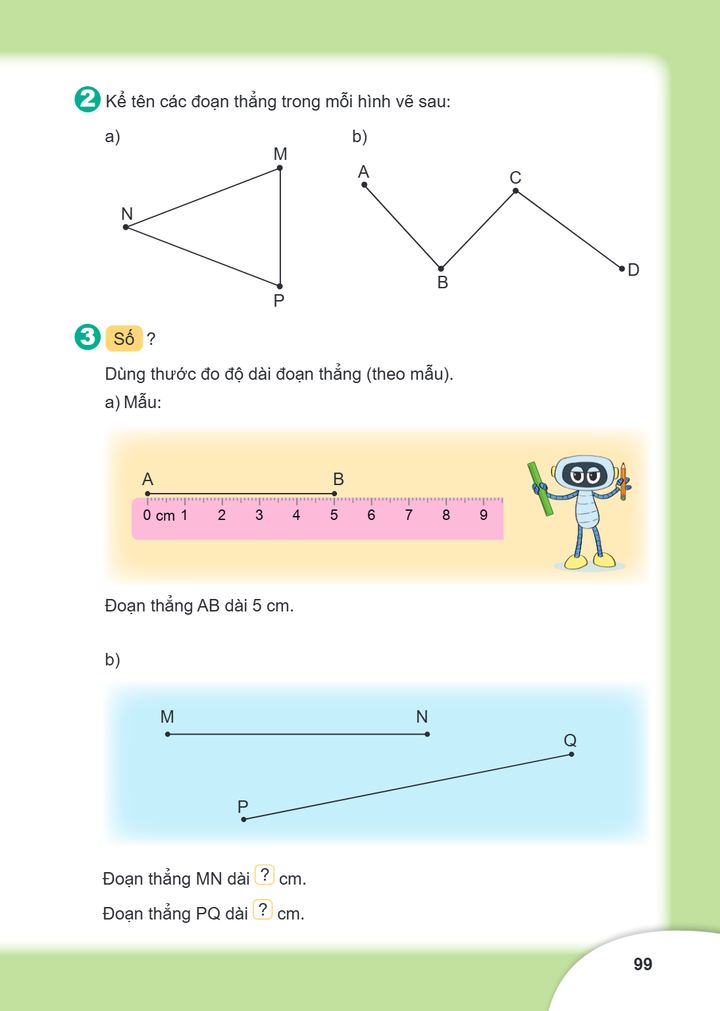 2 Kể tên các đoạn thẳng trong mỗi hình vẽ sau:
a)
M
N
P
b)
A
C
B
D
3 Số ?
Dùng thước đo độ dài đoạn thẳng (theo mẫu).
a) Mẫu:
A B
0 cm 1 2 3 4 5 6 7 8 9
Đoạn thẳng AB dài 5 cm.
b)
M N
Q
P
Đoạn thẳng MN dài ? cm.
Đoạn thẳng PQ dài ? cm.
99